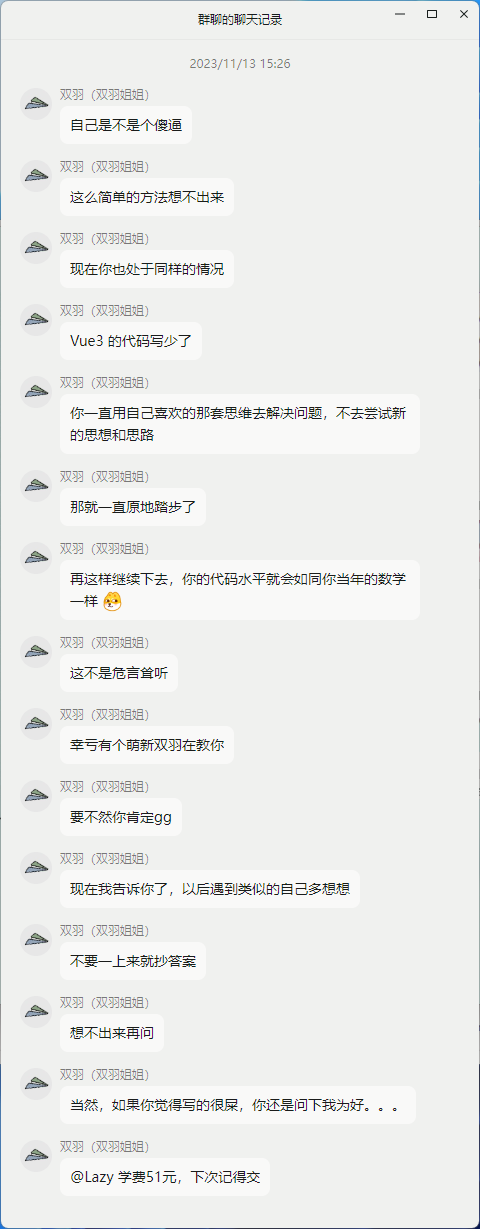 群聊的聊天记录
2023/11/13 15:26
双羽（双羽姐姐）
自己是不是个傻逼
双羽（双羽姐姐）
这么简单的方法想不出来
双羽（双羽姐姐）
现在你也处于同样的情况
双羽（双羽姐姐）
Vue3 的代码写少了
双羽（双羽姐姐）
你一直用自己喜欢的那套思维去解决问题，不去尝试新
的思想和思路
双羽（双羽姐姐）
那就一直原地踏步了
双羽（双羽姐姐）
再这样继续下去，你的代码水平就会如同你当年的数学
一样
双羽（双羽姐姐）
这不是危言耸听
双羽（双羽姐姐）
幸亏有个萌新双羽在教你
双羽（双羽姐姐）
要不然你肯定gg
双羽（双羽姐姐）
现在我告诉你了，以后遇到类似的自己多想想
双羽（双羽姐姐）
不要一上来就抄答案
双羽（双羽姐姐）
想不出来再问
双羽（双羽姐姐）
当然，如果你觉得写的很屎，你还是问下我为好。。。
双羽（双羽姐姐）
@Lazy 学费51元，下次记得交